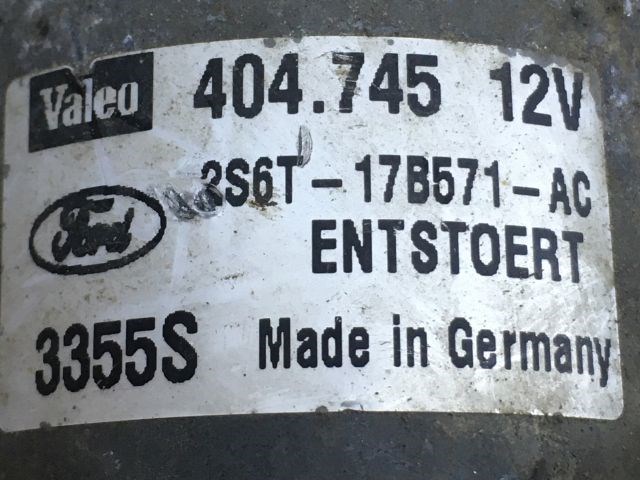 Valeo 404.745 12V
Ford 2S6T-17B571-AC
ENTSTOERT
3355S Made in Germany